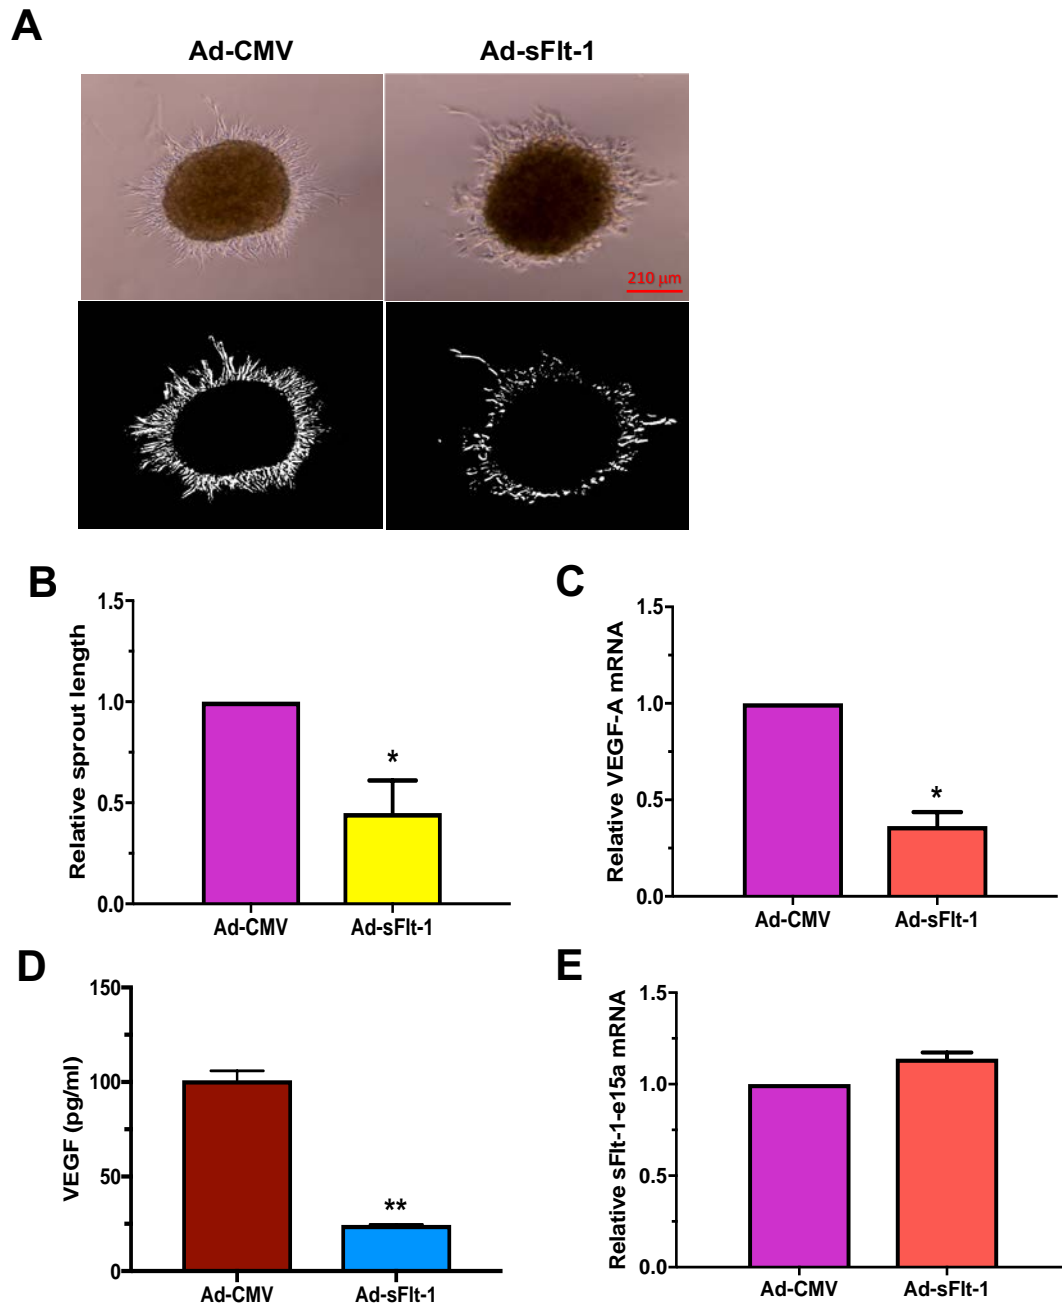 A
Ad-CMV Ad-sFlt-1
210 µm
B
1.5
1.0
0.5
0.0
Relative sprout length
*
Ad-CMV Ad-sFlt-1
C
1.5
1.0
0.5
0.0
Relative VEGF-A mRNA
*
Ad-CMV Ad-sFlt-1
D
150
100
50
0
VEGF (pg/ml)
**
Ad-CMV Ad-sFlt-1
E
1.5
1.0
0.5
0.0
Relative sFlt-1-e15a mRNA
Ad-CMV Ad-sFlt-1